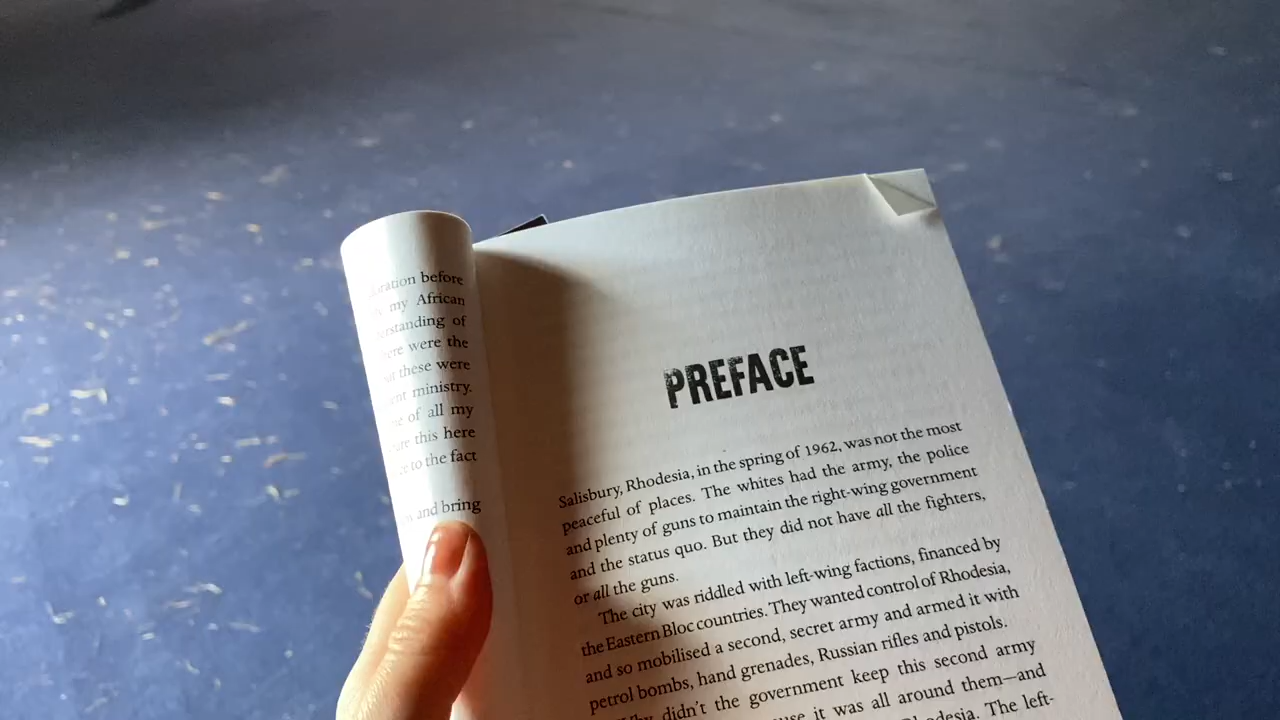 before
my African
of
were the
these were
ministry.
of all my
this here
to the fact
and bring
PREFACE
Salisbury, Rhodesia, in the spring of 1962, was not the most
peaceful of places. The whites had the army, the police
and plenty of guns to maintain the right-wing government
and the status quo. But they did not have all the fighters,
or all the guns.
The city was riddled with left-wing factions, financed by
the Eastern Bloc countries. They wanted control of Rhodesia,
and so mobilised a second, secret army and armed it with
petrol bombs, hand grenades, Russian rifles and pistols.
Why didn't the government keep this second army
it was all around them—and
Rhodesia. The left-